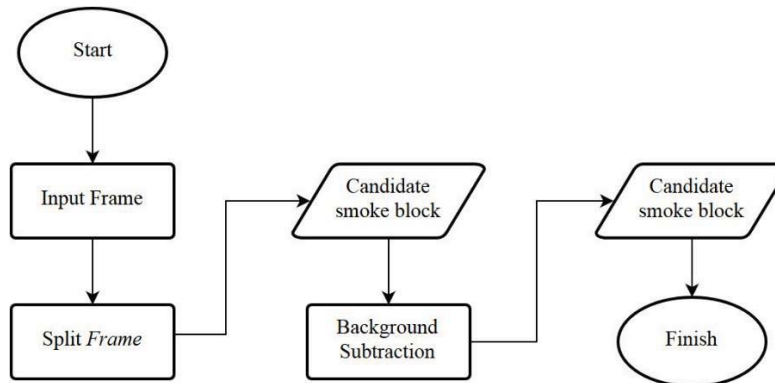 Start
Input Frame
Split Frame
Candidate
smoke block
Background
Subtraction
Candidate
smoke block
Finish